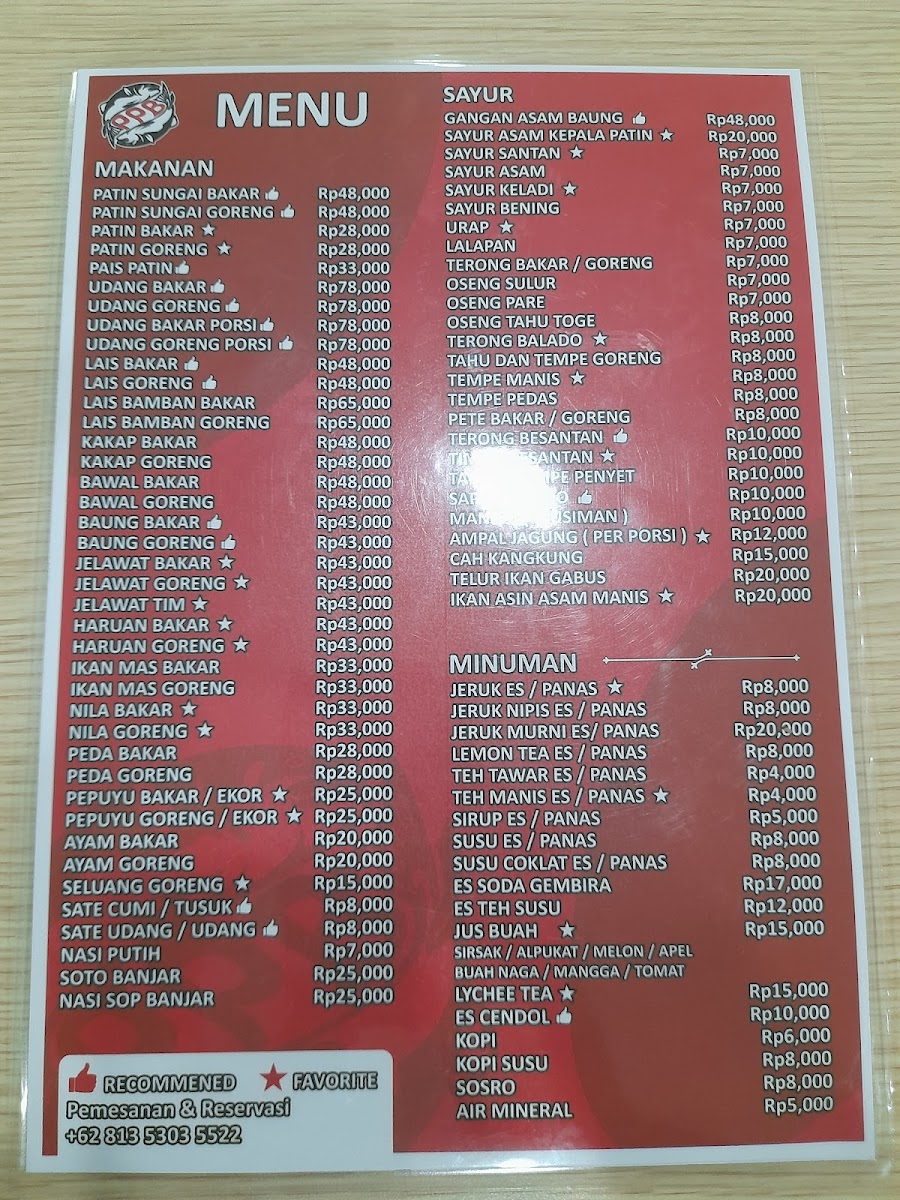 PPB
MENU
MAKANAN
PATIN SUNGAI BAKAR Rp48,000
PATIN SUNGAI GORENG Rp48,000
PATIN BAKAR ★ Rp28,000
PATIN GORENG ★ Rp28,000
PAIS PATIN Rp33,000
UDANG BAKAR Rp78,000
UDANG GORENG Rp78,000
UDANG BAKAR PORSI Rp78,000
UDANG GORENG PORSI Rp78,000
LAIS BAKAR Rp48,000
LAIS GORENG Rp48,000
LAIS BAMBAN BAKAR Rp65,000
LAIS BAMBAN GORENG Rp65,000
KAKAP BAKAR Rp48,000
KAKAP GORENG Rp48,000
BAWAL BAKAR Rp48,000
BAWAL GORENG Rp48,000
BAUNG BAKAR Rp43,000
BAUNG GORENG Rp43,000
JELAWAT BAKAR ★ Rp43,000
JELAWAT GORENG ★ Rp43,000
JELAWAT TIM ★ Rp43,000
HARUAN BAKAR ★ Rp43,000
HARUAN GORENG ★ Rp43,000
IKAN MAS BAKAR Rp33,000
IKAN MAS GORENG Rp33,000
NILA BAKAR ★ Rp33,000
NILA GORENG ★ Rp33,000
PEDA BAKAR Rp28,000
PEDA GORENG Rp28,000
PEPUYU BAKAR / EKOR ★ Rp25,000
PEPUYU GORENG / EKOR ★ Rp25,000
AYAM BAKAR Rp20,000
AYAM GORENG Rp20,000
SELUANG GORENG ★ Rp15,000
SATE CUMI / TUSUK Rp8,000
SATE UDANG / UDANG Rp8,000
NASI PUTIH Rp7,000
SOTO BANJAR Rp25,000
NASI SOP BANJAR Rp25,000
RECOMMENED ★ FAVORITE
Pemesanan & Reservasi
+62 813 5303 5522
SAYUR
GANGAN ASAM BAUNG Rp48,000
SAYUR ASAM KEPALA PATIN ★ Rp20,000
SAYUR SANTAN ★ Rp7,000
SAYUR ASAM Rp7,000
SAYUR KELADI ★ Rp7,000
SAYUR BENING Rp7,000
URAP ★ Rp7,000
LALAPAN Rp7,000
TERONG BAKAR / GORENG Rp7,000
OSENG SULUR Rp7,000
OSENG PARE Rp7,000
OSENG TAHU TOGE Rp8,000
TERONG BALADO ★ Rp8,000
TAHU DAN TEMPE GORENG Rp8,000
TEMPE MANIS ★ Rp8,000
TEMPE PEDAS Rp8,000
PETE BAKAR / GORENG Rp8,000
TERONG BESANTAN Rp10,000
★ Rp10,000
PENYET Rp10,000
Rp10,000
Rp10,000
AMPAL JAGUNG ( PER PORSI ) ★ Rp12,000
CAH KANGKUNG Rp15,000
TELUR IKAN GABUS Rp20,000
IKAN ASIN ASAM MANIS ★ Rp20,000
MINUMAN
JERUK ES / PANAS ★ Rp8,000
JERUK NIPIS ES / PANAS Rp8,000
JERUK MURNI ES/ PANAS Rp20,300
LEMON TEA ES / PANAS Rp8,000
TEH TAWAR ES / PANAS Rp4,000
TEH MANIS ES / PANAS ★ Rp4,000
SIRUP ES / PANAS Rp5,000
SUSU ES / PANAS Rp8,000
SUSU COKLAT ES / PANAS Rp8,000
ES SODA GEMBIRA Rp17,000
ES TEH SUSU Rp12,000
JUS BUAH ★ Rp15,000
SIRSAK / ALPUKAT / MELON / APEL
BUAH NAGA / MANGGA / TOMAT
LYCHEE TEA ★ Rp15,000
ES CENDOL Rp10,000
KOPI Rp6,000
KOPI SUSU Rp8,000
SOSRO Rp8,000
AIR MINERAL Rp5,000